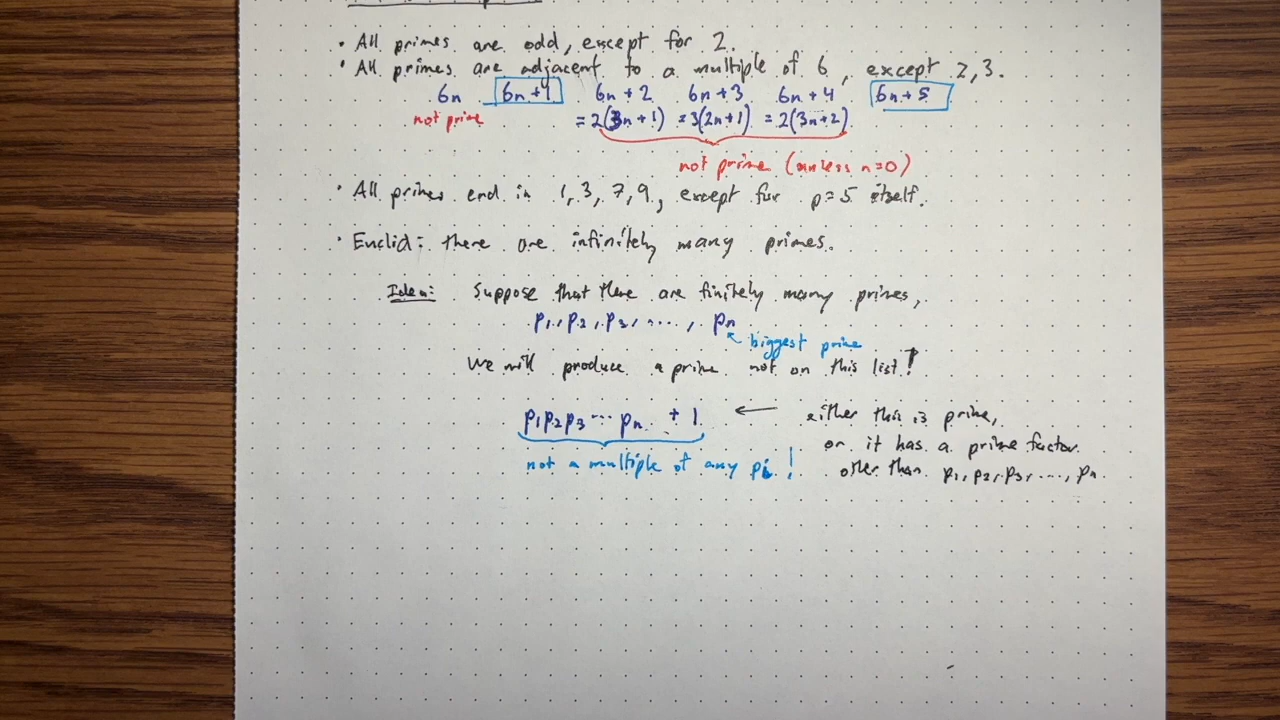 · All primes are odd, except for 2.
· All primes are adjacent to a multiple of 6, except 2, 3.
6n 6n+1 6n+2 6n+3 6n+4 6n+5
not prime = 2(3n+1) = 3(2n+1) = 2(3n+2)
not prime (unless n=0)
· All primes end in 1, 3, 7, 9, except for p=5 itself.
· Euclid: there are infinitely many primes.
Idea: Suppose that there are finitely many primes,
p₁, p₂, p₃, ...., pₙ
biggest prime
We will produce a prime not on this list!
p₁p₂p₃ ... pₙ + 1 ← either this is prime,
or it has a prime factor
not a multiple of any pᵢ!
other than p₁, p₂, p₃, ...., pₙ.